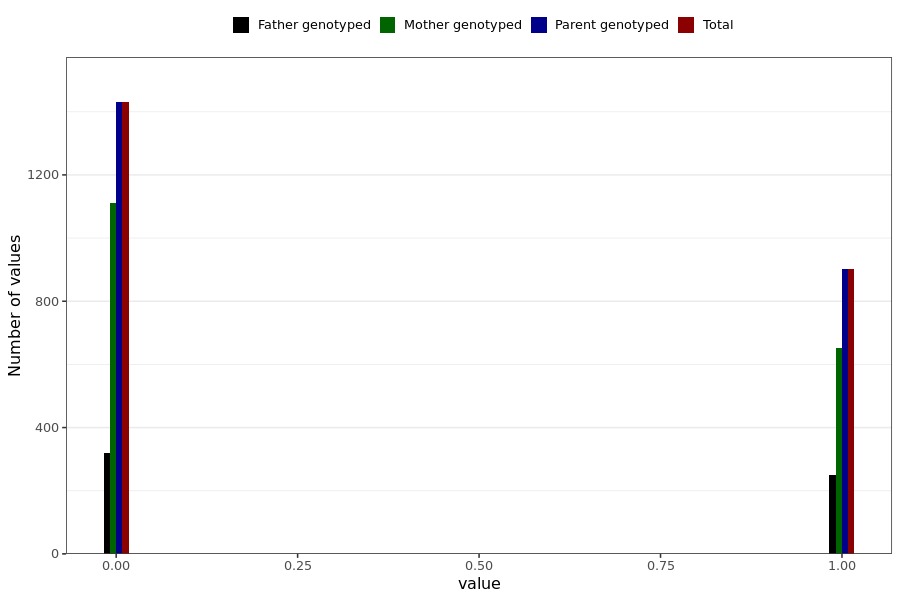 Father genotyped Mother genotyped Parent genotyped Total
Number of values
1200
800
400
0
0.00 0.25 0.50 0.75 1.00
value